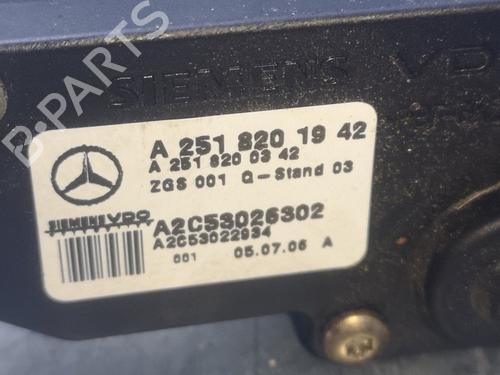 SIEMENS VDO
B-PARTS
A 251 820 19 42
A 251 820 03 42
ZGS 001 Q-Stand 03
SIEMENS VDO
A2C53026302
A2C53022934
001 05.07.06 A